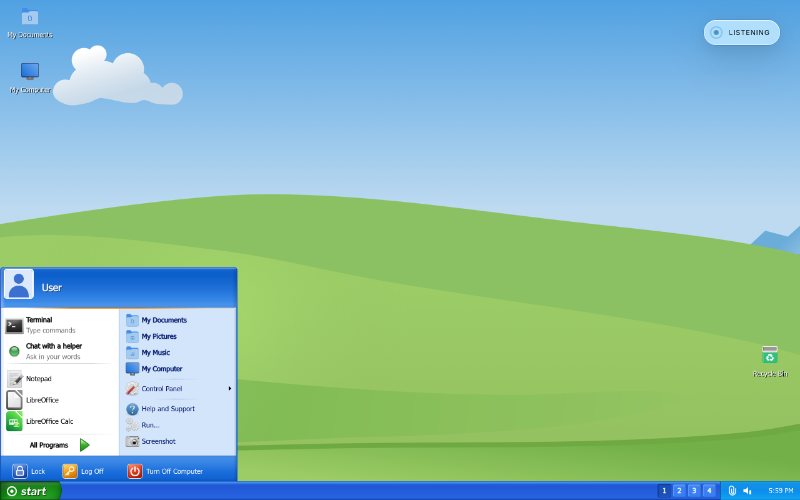 My Documents
My Computer
LISTENING
User
Terminal
Type commands
Chat with a helper
Ask in your words
Notepad
LibreOffice
LibreOffice Calc
All Programs
My Documents
My Pictures
My Music
My Computer
Control Panel
Help and Support
Run...
Screenshot
Lock
Log Off
Turn Off Computer
Recycle Bin
start
1 2 3 4
5:59 PM